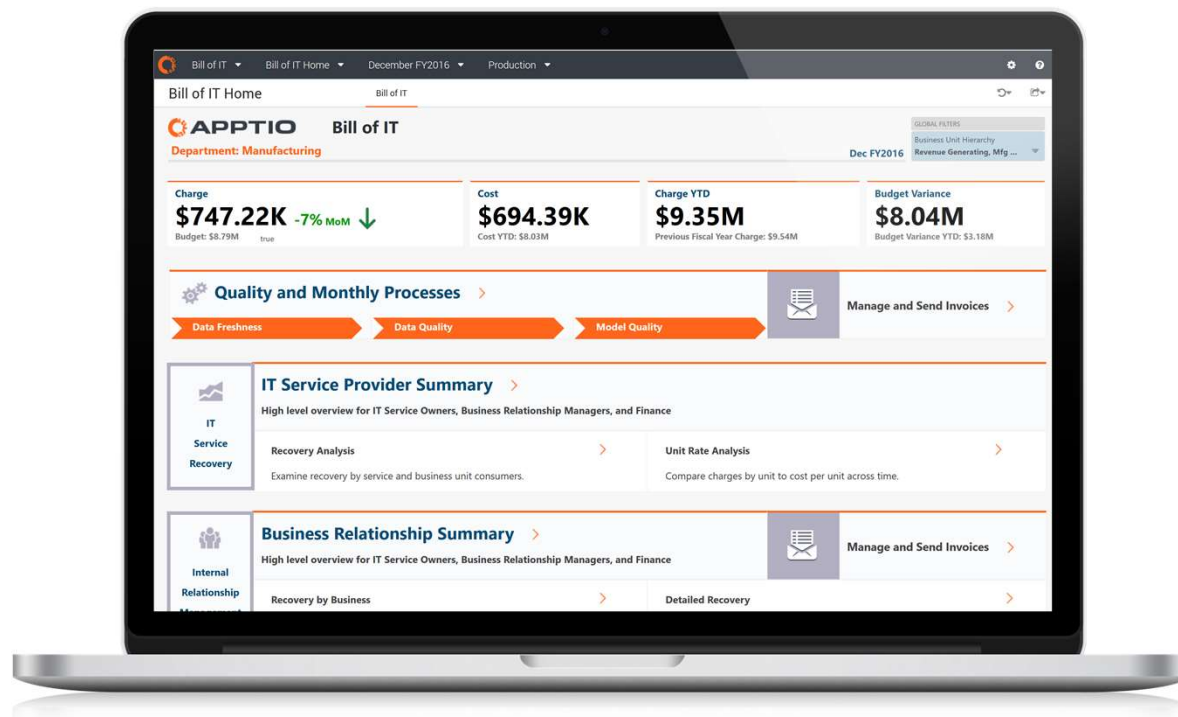 Bill of IT
Bill of IT Home
December FY2016
Production
Bill of IT Home
Bill of IT
APPTIO
Bill of IT
GLOBAL FILTERS
Business Unit Hierarchy
Department: Manufacturing
Dec FY2016
Revenue Generating, Mfg ...
Charge
Cost
Charge YTD
Budget Variance
$747.22K -7% MoM
$694.39K
$9.35M
$8.04M
Budget: $8.79M
true
Cost YTD: $8.03M
Previous Fiscal Year Charge: $9.54M
Budget Variance YTD: $3.18M
Quality and Monthly Processes
Manage and Send Invoices
Data Freshness
Data Quality
Model Quality
IT
Service
Recovery
IT Service Provider Summary
High level overview for IT Service Owners, Business Relationship Managers, and Finance
Recovery Analysis
Examine recovery by service and business unit consumers.
Unit Rate Analysis
Compare charges by unit to cost per unit across time.
Internal
Relationship
Business Relationship Summary
High level overview for IT Service Owners, Business Relationship Managers, and Finance
Manage and Send Invoices
Recovery by Business
Detailed Recovery